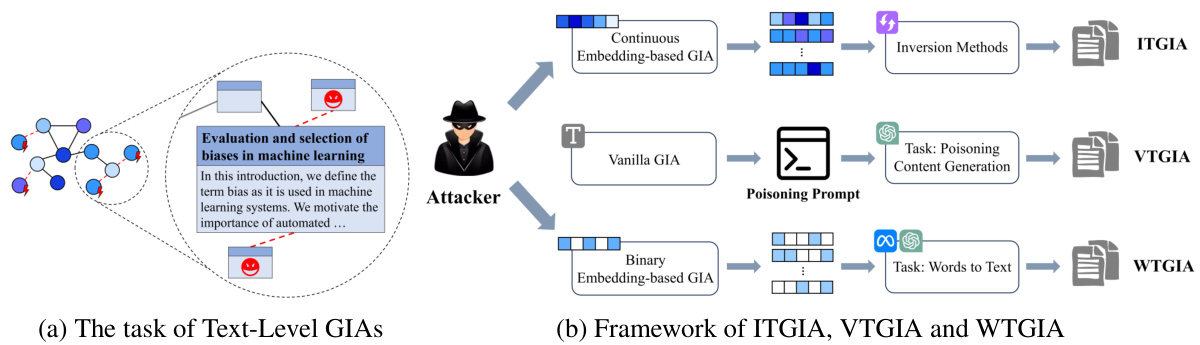 Evaluation and selection of
biases in machine learning
In this introduction, we define the
term bias as it is used in machine
learning systems. We motivate the
importance of automated …
(a) The task of Text-Level GIAs
Attacker
Continuous
Embedding-based GIA
Inversion Methods
ITGIA
T
Vanilla GIA
Poisoning Prompt
Task: Poisoning
Content Generation
VTGIA
Binary
Embedding-based GIA
Task: Words to Text
WTGIA
(b) Framework of ITGIA, VTGIA and WTGIA